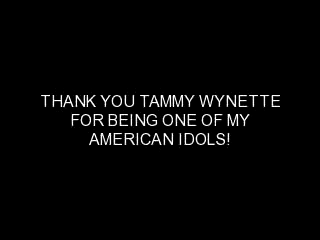 THANK YOU TAMMY WYNETTE
FOR BEING ONE OF MY
AMERICAN IDOLS!